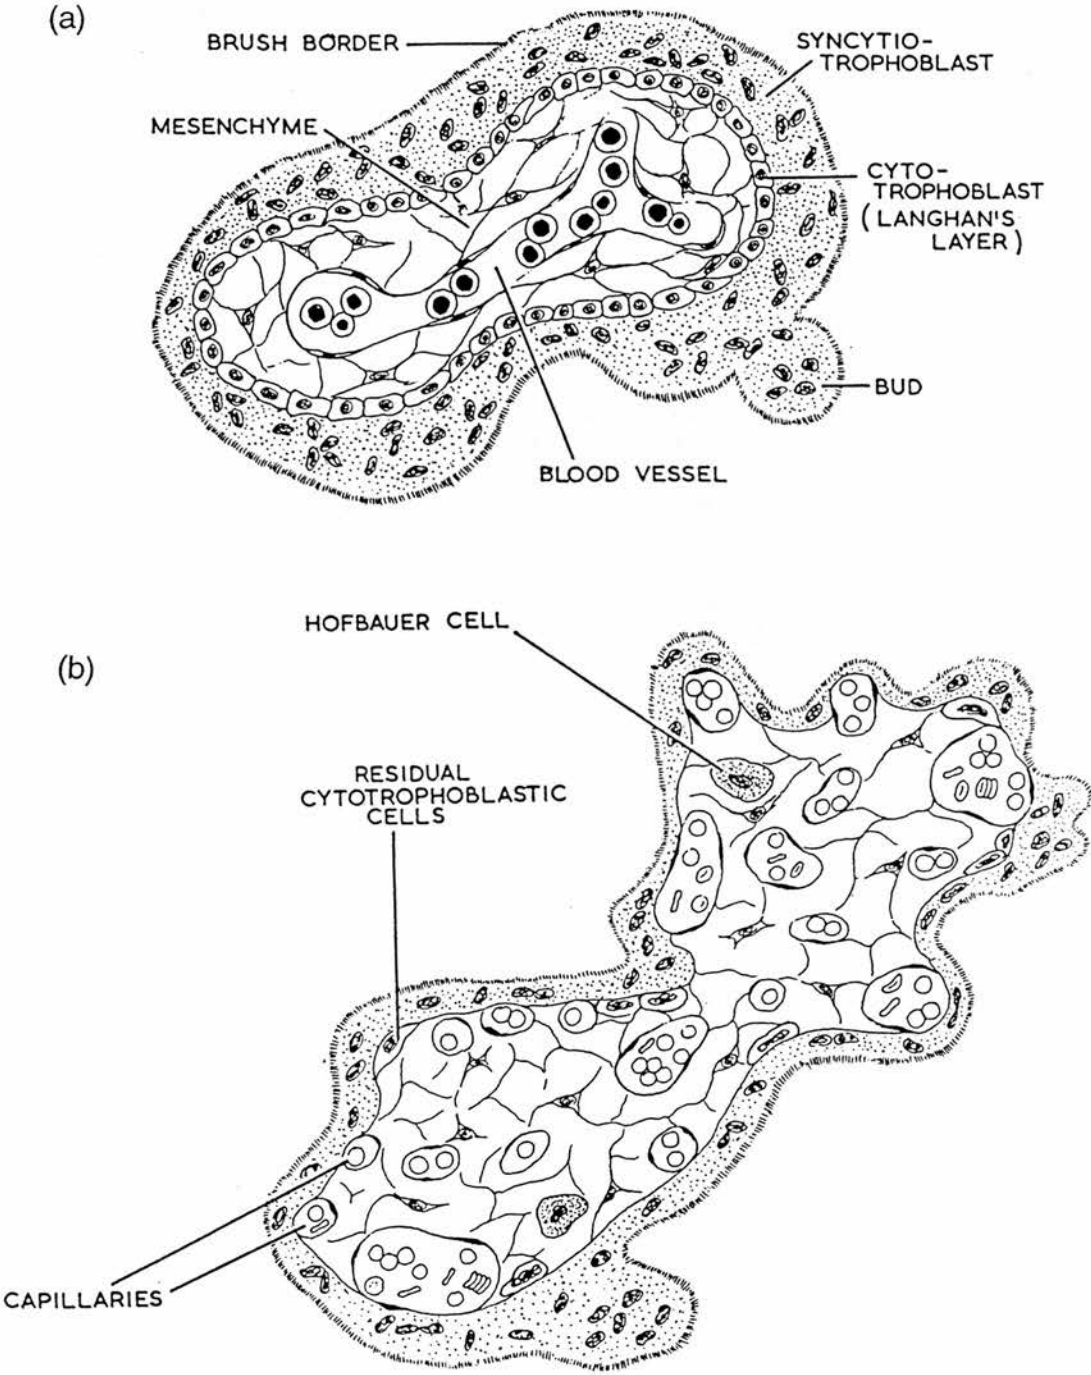 (a)
BRUSH BORDER
SYNCYTIO-
TROPHOBLAST
MESENCHYME
CYTO-
TROPHOBLAST
(LANGHAN'S
LAYER)
BUD
BLOOD VESSEL
HOFBAUER CELL
(b)
RESIDUAL
CYTOTROPHOBLASTIC
CELLS
CAPILLARIES